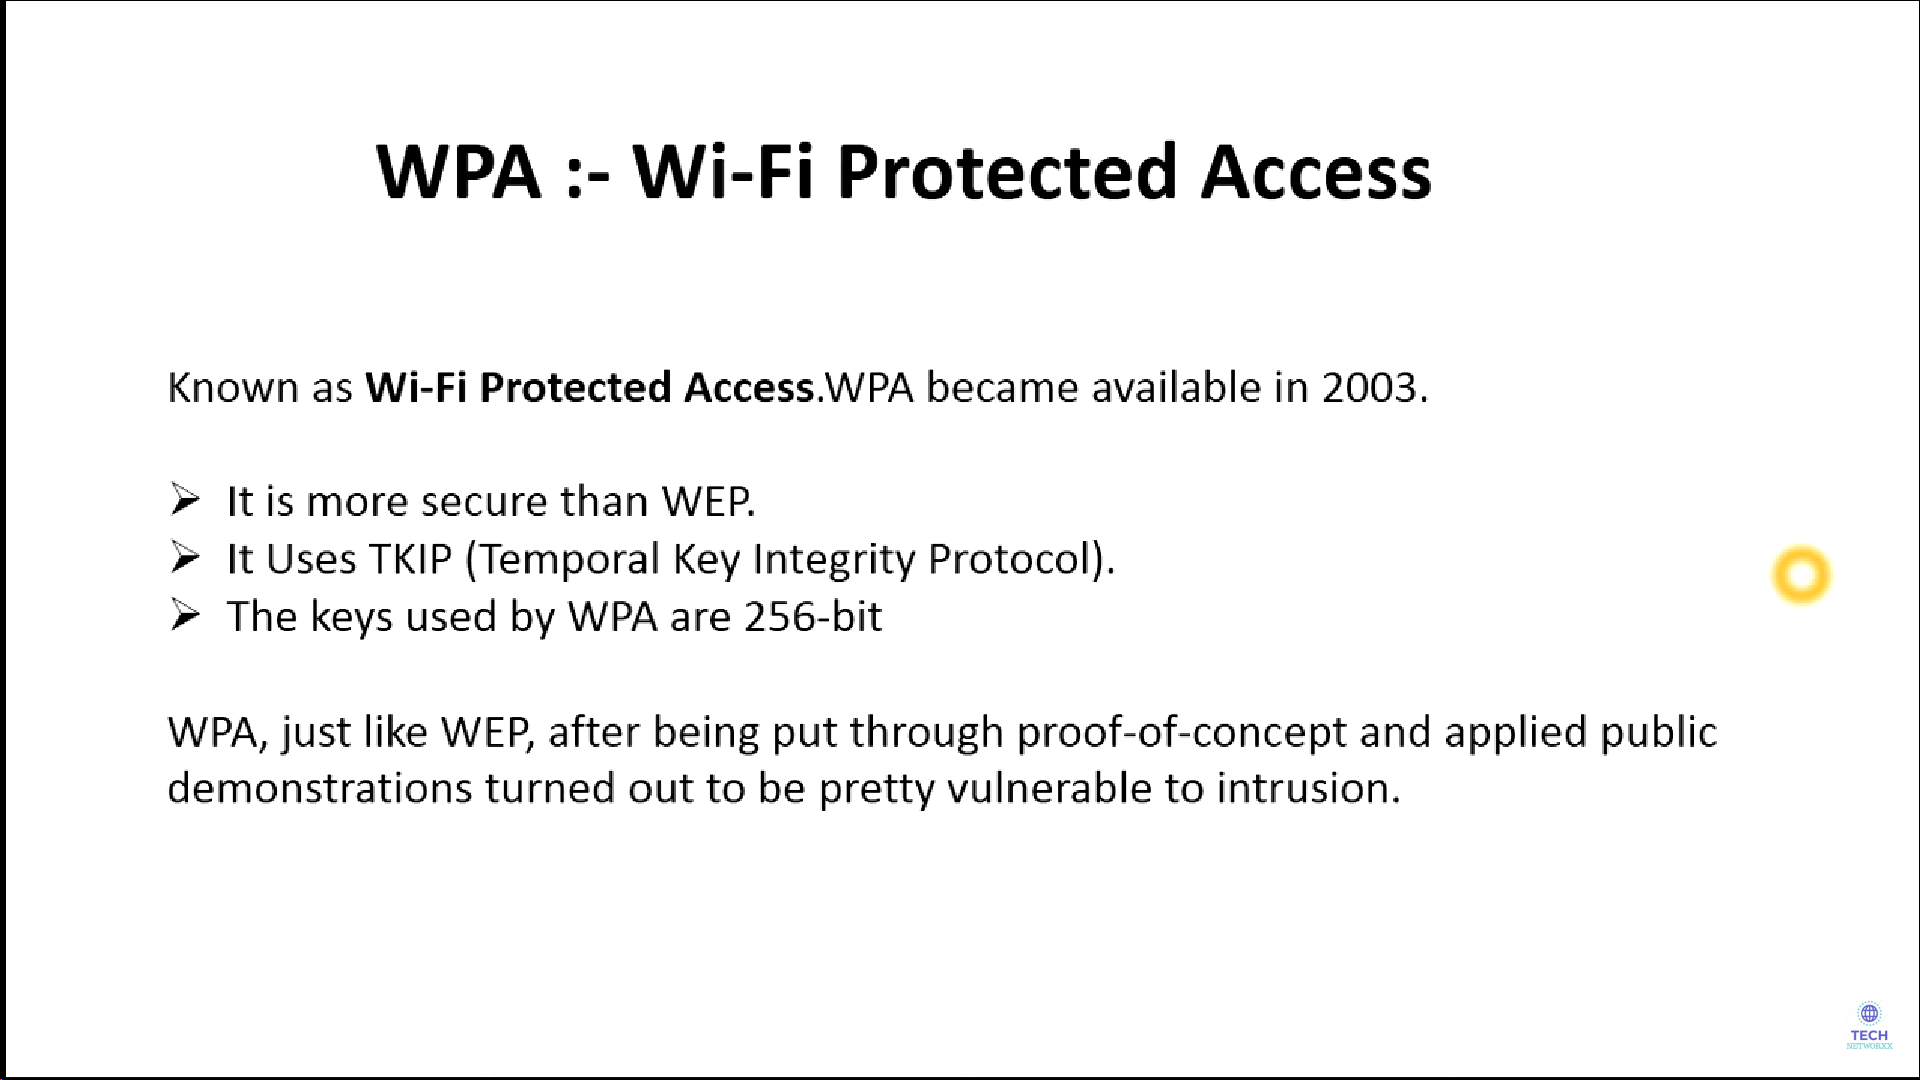 WPA :- Wi-Fi Protected Access
Known as Wi-Fi Protected Access.WPA became available in 2003.
It is more secure than WEP.
It Uses TKIP (Temporal Key Integrity Protocol).
The keys used by WPA are 256-bit
WPA, just like WEP, after being put through proof-of-concept and applied public
demonstrations turned out to be pretty vulnerable to intrusion.
TECH
NETWORXX